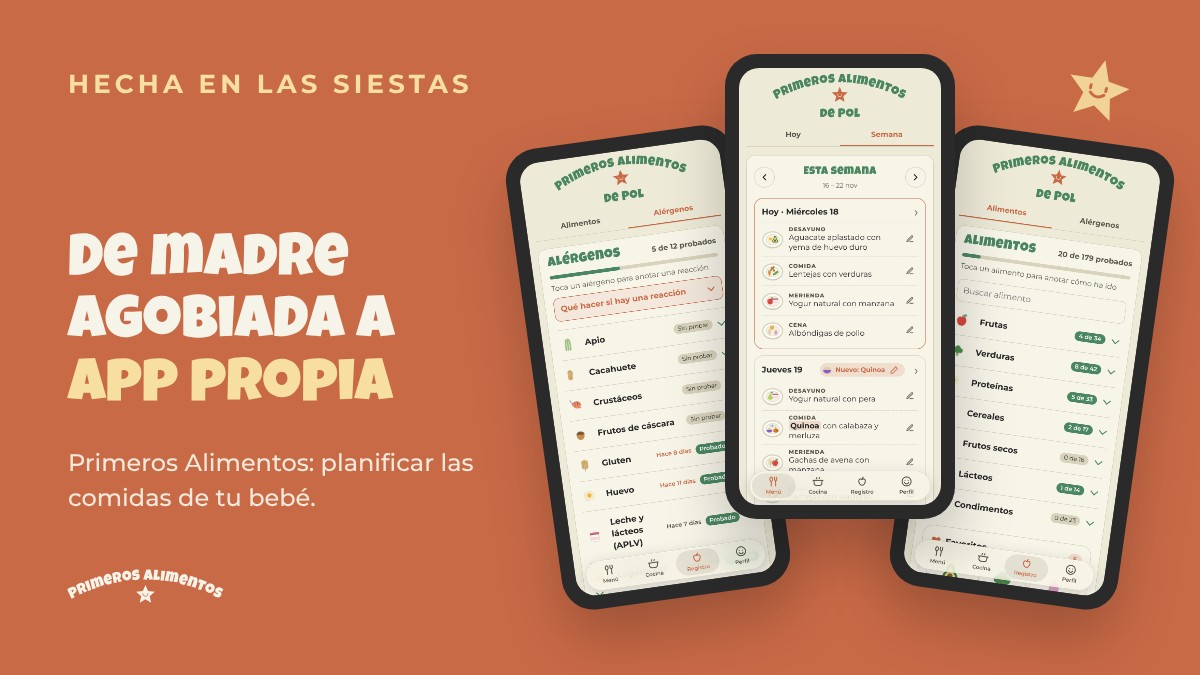 HECHA EN LAS SIESTAS
De madre
agobiada a
app propia
Primeros Alimentos: planificar las
comidas de tu bebé.
Primeros Alimentos
Primeros Alimentos
de Pol
Alimentos
Alérgenos
Alérgenos
5 de 12 probados
Toca un alérgeno para anotar una reacción.
Qué hacer si hay una reacción
Apio
Sin probar
Cacahuete
Sin probar
Crustáceos
Sin probar
Frutos de cáscara
Sin probar
Gluten
Hace 8 días
Probado
Huevo
Hace 11 días
Leche y
lácteos
(APLV)
Hace 7 días
Probado
Menú
Cocina
Registro
Perfil
Primeros Alimentos
de Pol
Hoy
Semana
Esta semana
16 – 22 nov
Hoy · Miércoles 18
DESAYUNO
Aguacate aplastado con
yema de huevo duro
COMIDA
Lentejas con verduras
MERIENDA
Yogur natural con manzana
CENA
Albóndigas de pollo
Jueves 19
Nuevo: Quinoa
DESAYUNO
Yogur natural con pera
COMIDA
Quinoa con calabaza y
merluza
MERIENDA
Gachas de avena con
manzana
Menú
Cocina
Registro
Perfil
Primeros Alimentos
de Pol
Alimentos
Alérgenos
Alimentos
20 de 179 probados
Toca un alimento para anotar cómo ha ido
Buscar alimento
Frutas
4 de 34
Verduras
6 de 42
Proteínas
5 de 33
Cereales
2 de 17
Frutos secos
0 de 16
Lácteos
1 de 14
Condimentos
0 de 23
Favoritos
Menú
Cocina
Registro
Perfil